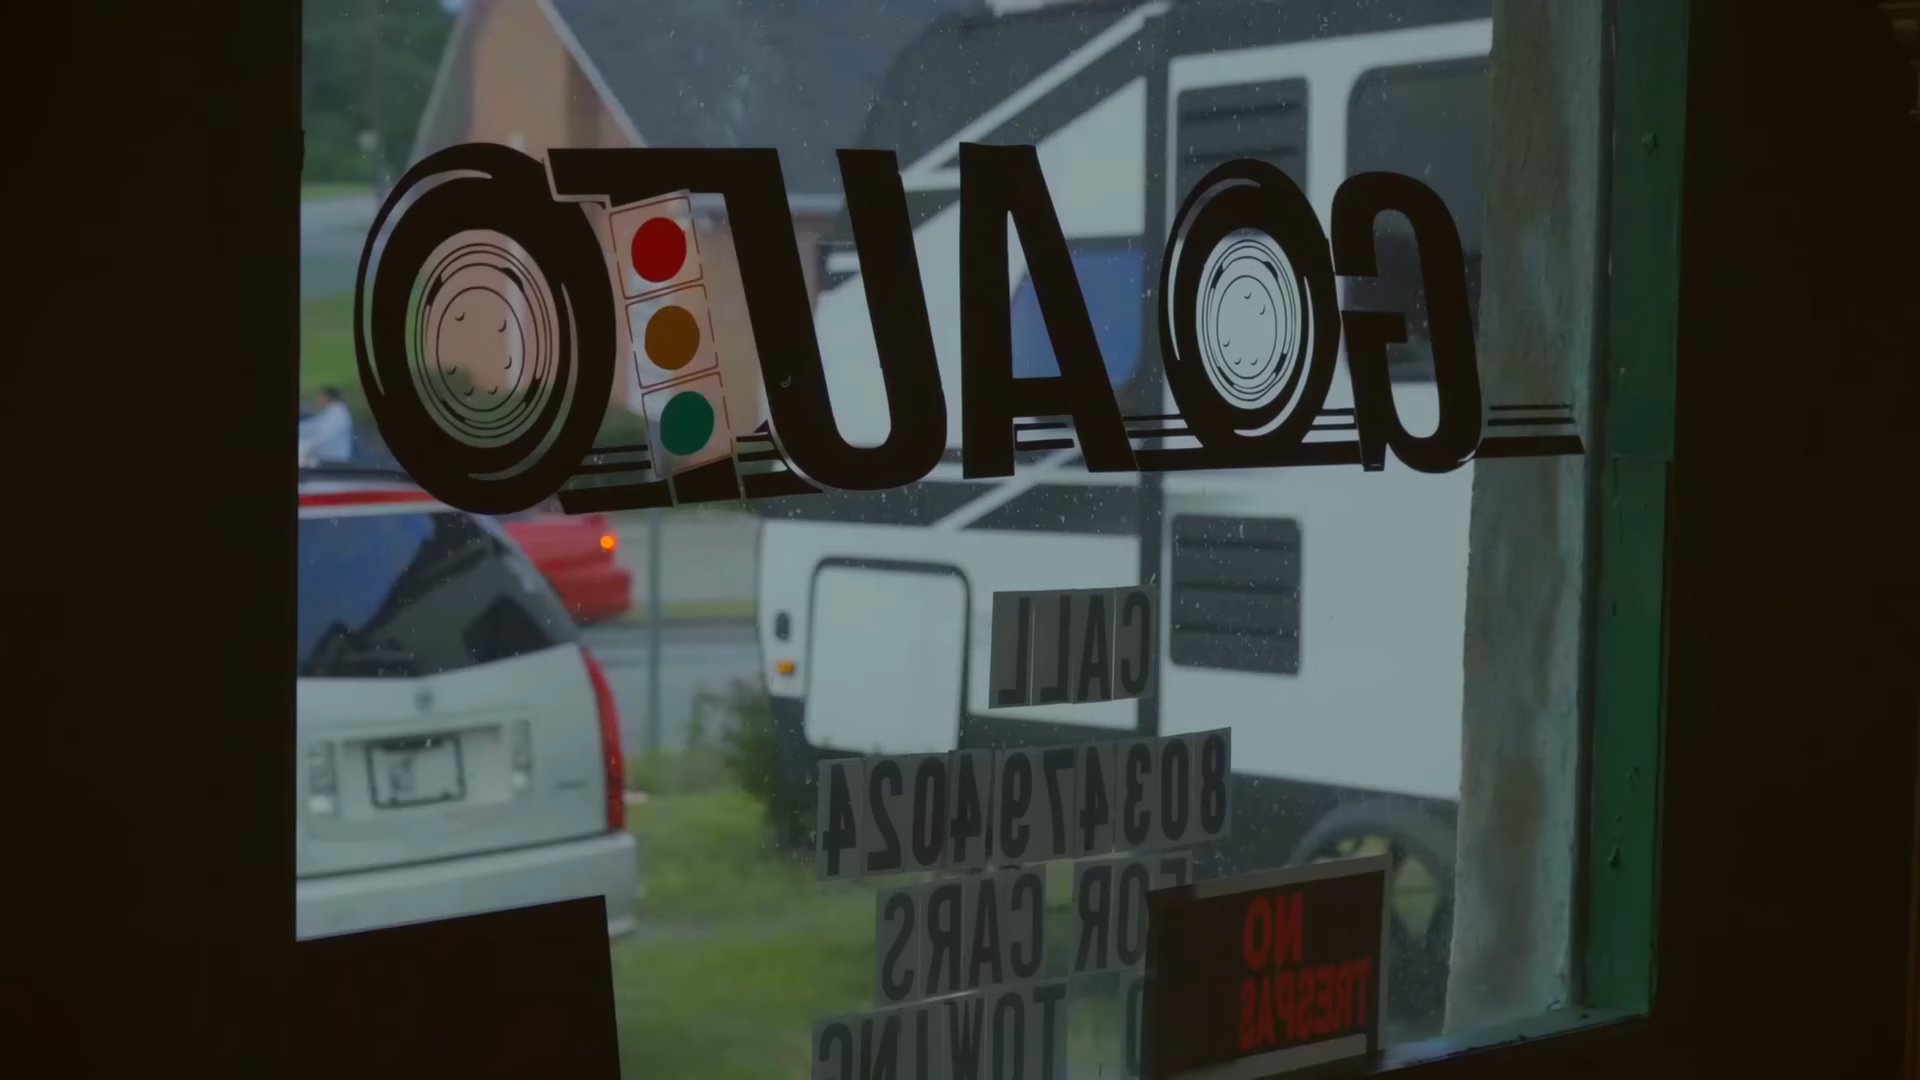 GO AUTO
CALL
8034794024
FOR CARS
TOWING
NO
TRESPAS